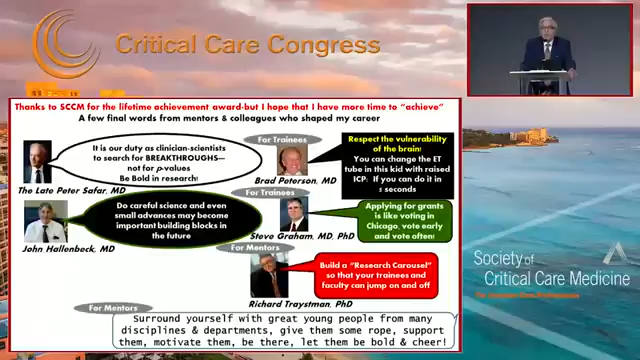 Critical Care Congress
Thanks to SCCM for the lifetime achievement award-but I hope that I have more time to "achieve"
A few final words from mentors & colleagues who shaped my career
It is our duty as clinician-scientists
to search for BREAKTHROUGHS—
not for p-values
Be Bold in research!
The Late Peter Safar, MD
For Trainees
Brad Peterson, MD
Respect the vulnerability
of the brain!
You can change the ET
tube in this kid with raised
ICP: If you can do it in
5 seconds
Do careful science and even
small advances may become
important building blocks in
the future
John Hallenbeck, MD
For Trainees
Steve Graham, MD, PhD
Applying for grants
is like voting in
Chicago, vote early
and vote often!
For Mentors
Richard Traystman, PhD
Build a "Research Carousel"
so that your trainees and
faculty can jump on and off
For Mentors
Surround yourself with great young people from many
disciplines & departments, give them some rope, support
them, motivate them, be there, let them be bold & cheer!
Society of
Critical Care Medicine